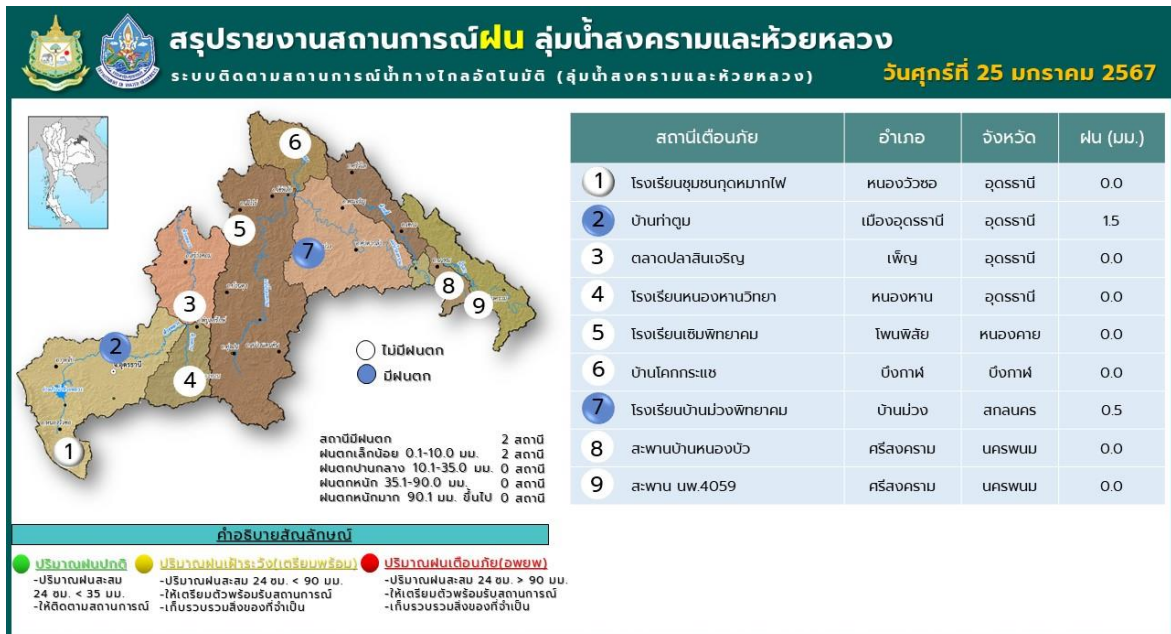 สรุปรายงานสถานการณ์ฝน ลุ่มน้ำสงครามและห้วยหลวง
ระบบติดตามสถานการณ์น้ำทางไกลอัตโนมัติ (ลุ่มน้ำสงครามและห้วยหลวง)
วันศุกร์ที่ 25 มกราคม 2567
สถานีเตือนภัย อำเภอ จังหวัด ฝน (มม.)
1 โรงเรียนชุมชนกุดหมากไฟ หนองวัวซอ อุดรธานี 0.0
2 บ้านท่าตูม เมืองอุดรธานี อุดรธานี 1.5
3 ตลาดปลาสินเจริญ เพ็ญ อุดรธานี 0.0
4 โรงเรียนหนองหานวิทยา หนองหาน อุดรธานี 0.0
5 โรงเรียนเซิมพิทยาคม โพนพิสัย หนองคาย 0.0
6 บ้านโคกกระแซ บึงกาฬ บึงกาฬ 0.0
7 โรงเรียนบ้านม่วงพิทยาคม บ้านม่วง สกลนคร 0.5
8 สะพานบ้านหนองบัว ศรีสงคราม นครพนม 0.0
9 สะพาน นพ.4059 ศรีสงคราม นครพนม 0.0
6
5
7
8
3
9
2
4
1
ไม่มีฝนตก
มีฝนตก
สถานีมีฝนตก 2 สถานี
ฝนตกเล็กน้อย 0.1-10.0 มม. 2 สถานี
ฝนตกปานกลาง 10.1-35.0 มม. 0 สถานี
ฝนตกหนัก 35.1-90.0 มม. 0 สถานี
ฝนตกหนักมาก 90.1 มม. ขึ้นไป 0 สถานี
คำอธิบายสัญลักษณ์
ปริมาณฝนปกติ
-ปริมาณฝนสะสม
24 ชม. < 35 มม.
-ให้ติดตามสถานการณ์
ปริมาณฝนเฝ้าระวัง(เตรียมพร้อม)
-ปริมาณฝนสะสม 24 ชม. < 90 มม.
-ให้เตรียมตัวพร้อมรับสถานการณ์
-เก็บรวบรวมสิ่งของที่จำเป็น
ปริมาณฝนเตือนภัย(อพยพ)
-ปริมาณฝนสะสม 24 ชม. > 90 มม.
-ให้เตรียมตัวพร้อมรับสถานการณ์
-เก็บรวบรวมสิ่งของที่จำเป็น